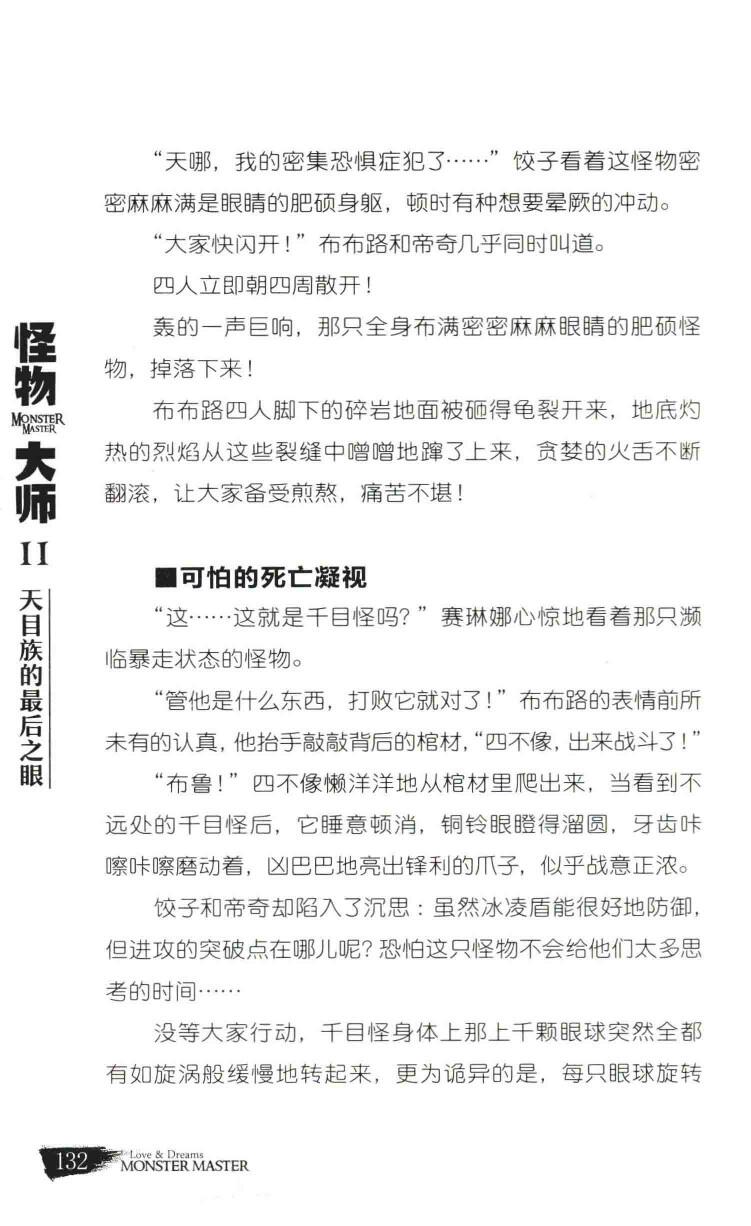 “天哪，我的密集恐惧症犯了……”饺子看着这怪物密
密麻麻满是眼睛的肥硕身躯，顿时有种想要晕厥的冲动。
“大家快闪开！”布布路和帝奇几乎同时叫道。
四人立即朝四周散开！
轰的一声巨响，那只全身布满密密麻麻眼睛的肥硕怪
物，掉落下来！
布布路四人脚下的碎岩地面被砸得龟裂开来，地底灼
热的烈焰从这些裂缝中噌噌地蹿了上来，贪婪的火舌不断
翻滚，让大家备受煎熬，痛苦不堪！
■可怕的死亡凝视
“这……这就是千目怪吗？”赛琳娜心惊地看着那只濒
临暴走状态的怪物。
“管他是什么东西，打败它就对了！”布布路的表情前所
未有的认真，他抬手敲敲背后的棺材，“四不像，出来战斗了！”
“布鲁！”四不像懒洋洋地从棺材里爬出来，当看到不
远处的千目怪后，它睡意顿消，铜铃眼瞪得溜圆，牙齿咔
嚓咔嚓磨动着，凶巴巴地亮出锋利的爪子，似乎战意正浓。
饺子和帝奇却陷入了沉思：虽然冰凌盾能很好地防御，
但进攻的突破点在哪儿呢？恐怕这只怪物不会给他们太多思
考的时间……
没等大家行动，千目怪身体上那上千颗眼球突然全都
有如旋涡般缓慢地转起来，更为诡异的是，每只眼球旋转
怪物
MONSTER
MASTER
大师
II
天目族的最后之眼
132
Love & Dreams
MONSTER MASTER